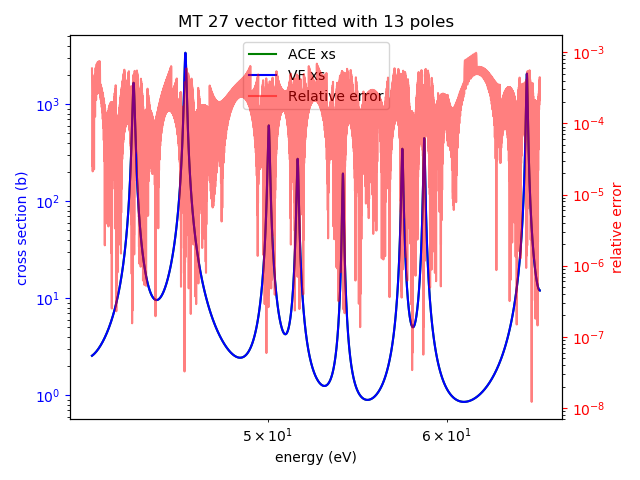 MT 27 vector fitted with 13 poles
ACE xs
VF xs
Relative error
cross section (b)
10³
10²
10¹
10⁰
10⁻³
10⁻⁴
10⁻⁵
10⁻⁶
10⁻⁷
10⁻⁸
relative error
5 × 10¹
6 × 10¹
energy (eV)